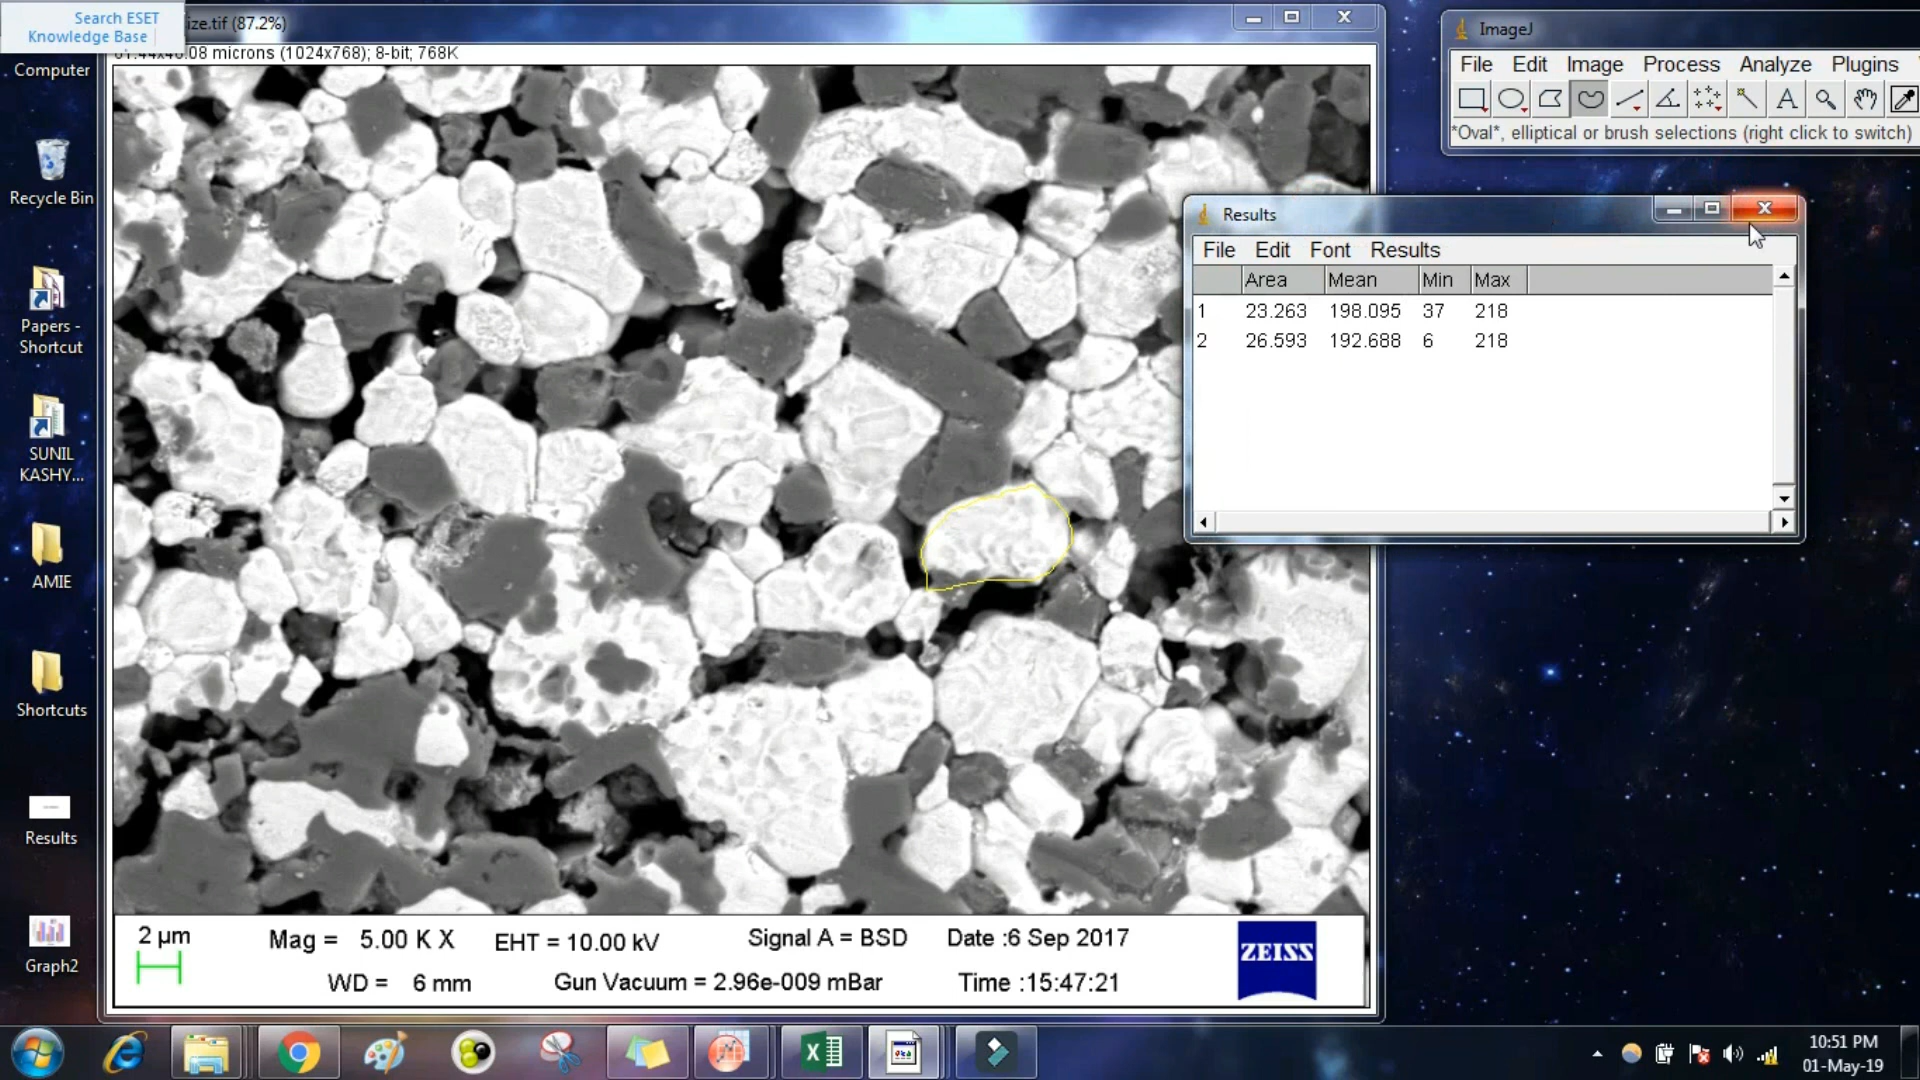 Search ESET
Knowledge Base
ize.tif (87.2%)
61.44x46.08 microns (1024x768); 8-bit; 768K
ImageJ
File Edit Image Process Analyze Plugins
A
*Oval*, elliptical or brush selections (right click to switch)
Computer
Recycle Bin
Papers -
Shortcut
SUNIL
KASHY...
AMIE
Shortcuts
Results
Graph2
Results
File Edit Font Results
Area Mean Min Max
1 23.263 198.095 37 218
2 26.593 192.688 6 218
2 µm
Mag = 5.00 K X EHT = 10.00 kV Signal A = BSD Date :6 Sep 2017
WD = 6 mm Gun Vacuum = 2.96e-009 mBar Time :15:47:21
ZEISS
10:51 PM
01-May-19